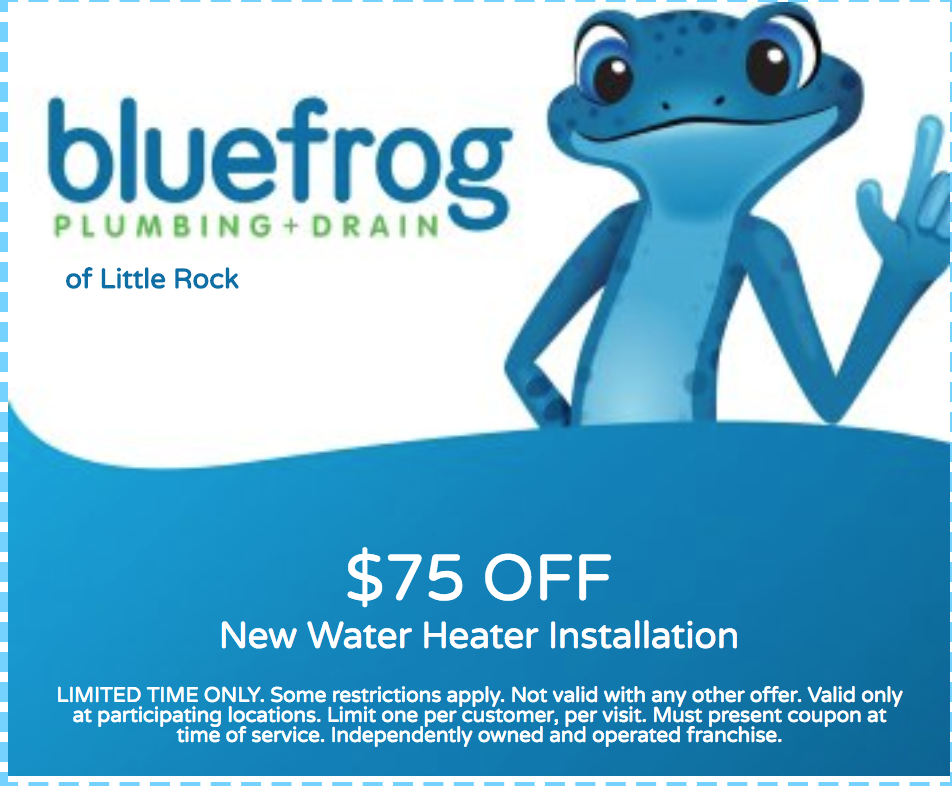 bluefrog
PLUMBING + DRAIN
of Little Rock
$75 OFF
New Water Heater Installation
LIMITED TIME ONLY. Some restrictions apply. Not valid with any other offer. Valid only
at participating locations. Limit one per customer, per visit. Must present coupon at
time of service. Independently owned and operated franchise.